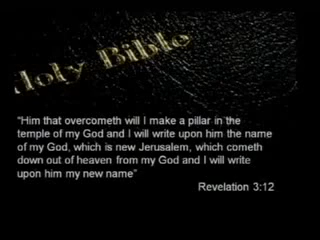 Holy Bible
"Him that overcometh will I make a pillar in the
temple of my God and I will write upon him the name
of my God, which is new Jerusalem, which cometh
down out of heaven from my God and I will write
upon him my new name"
Revelation 3:12